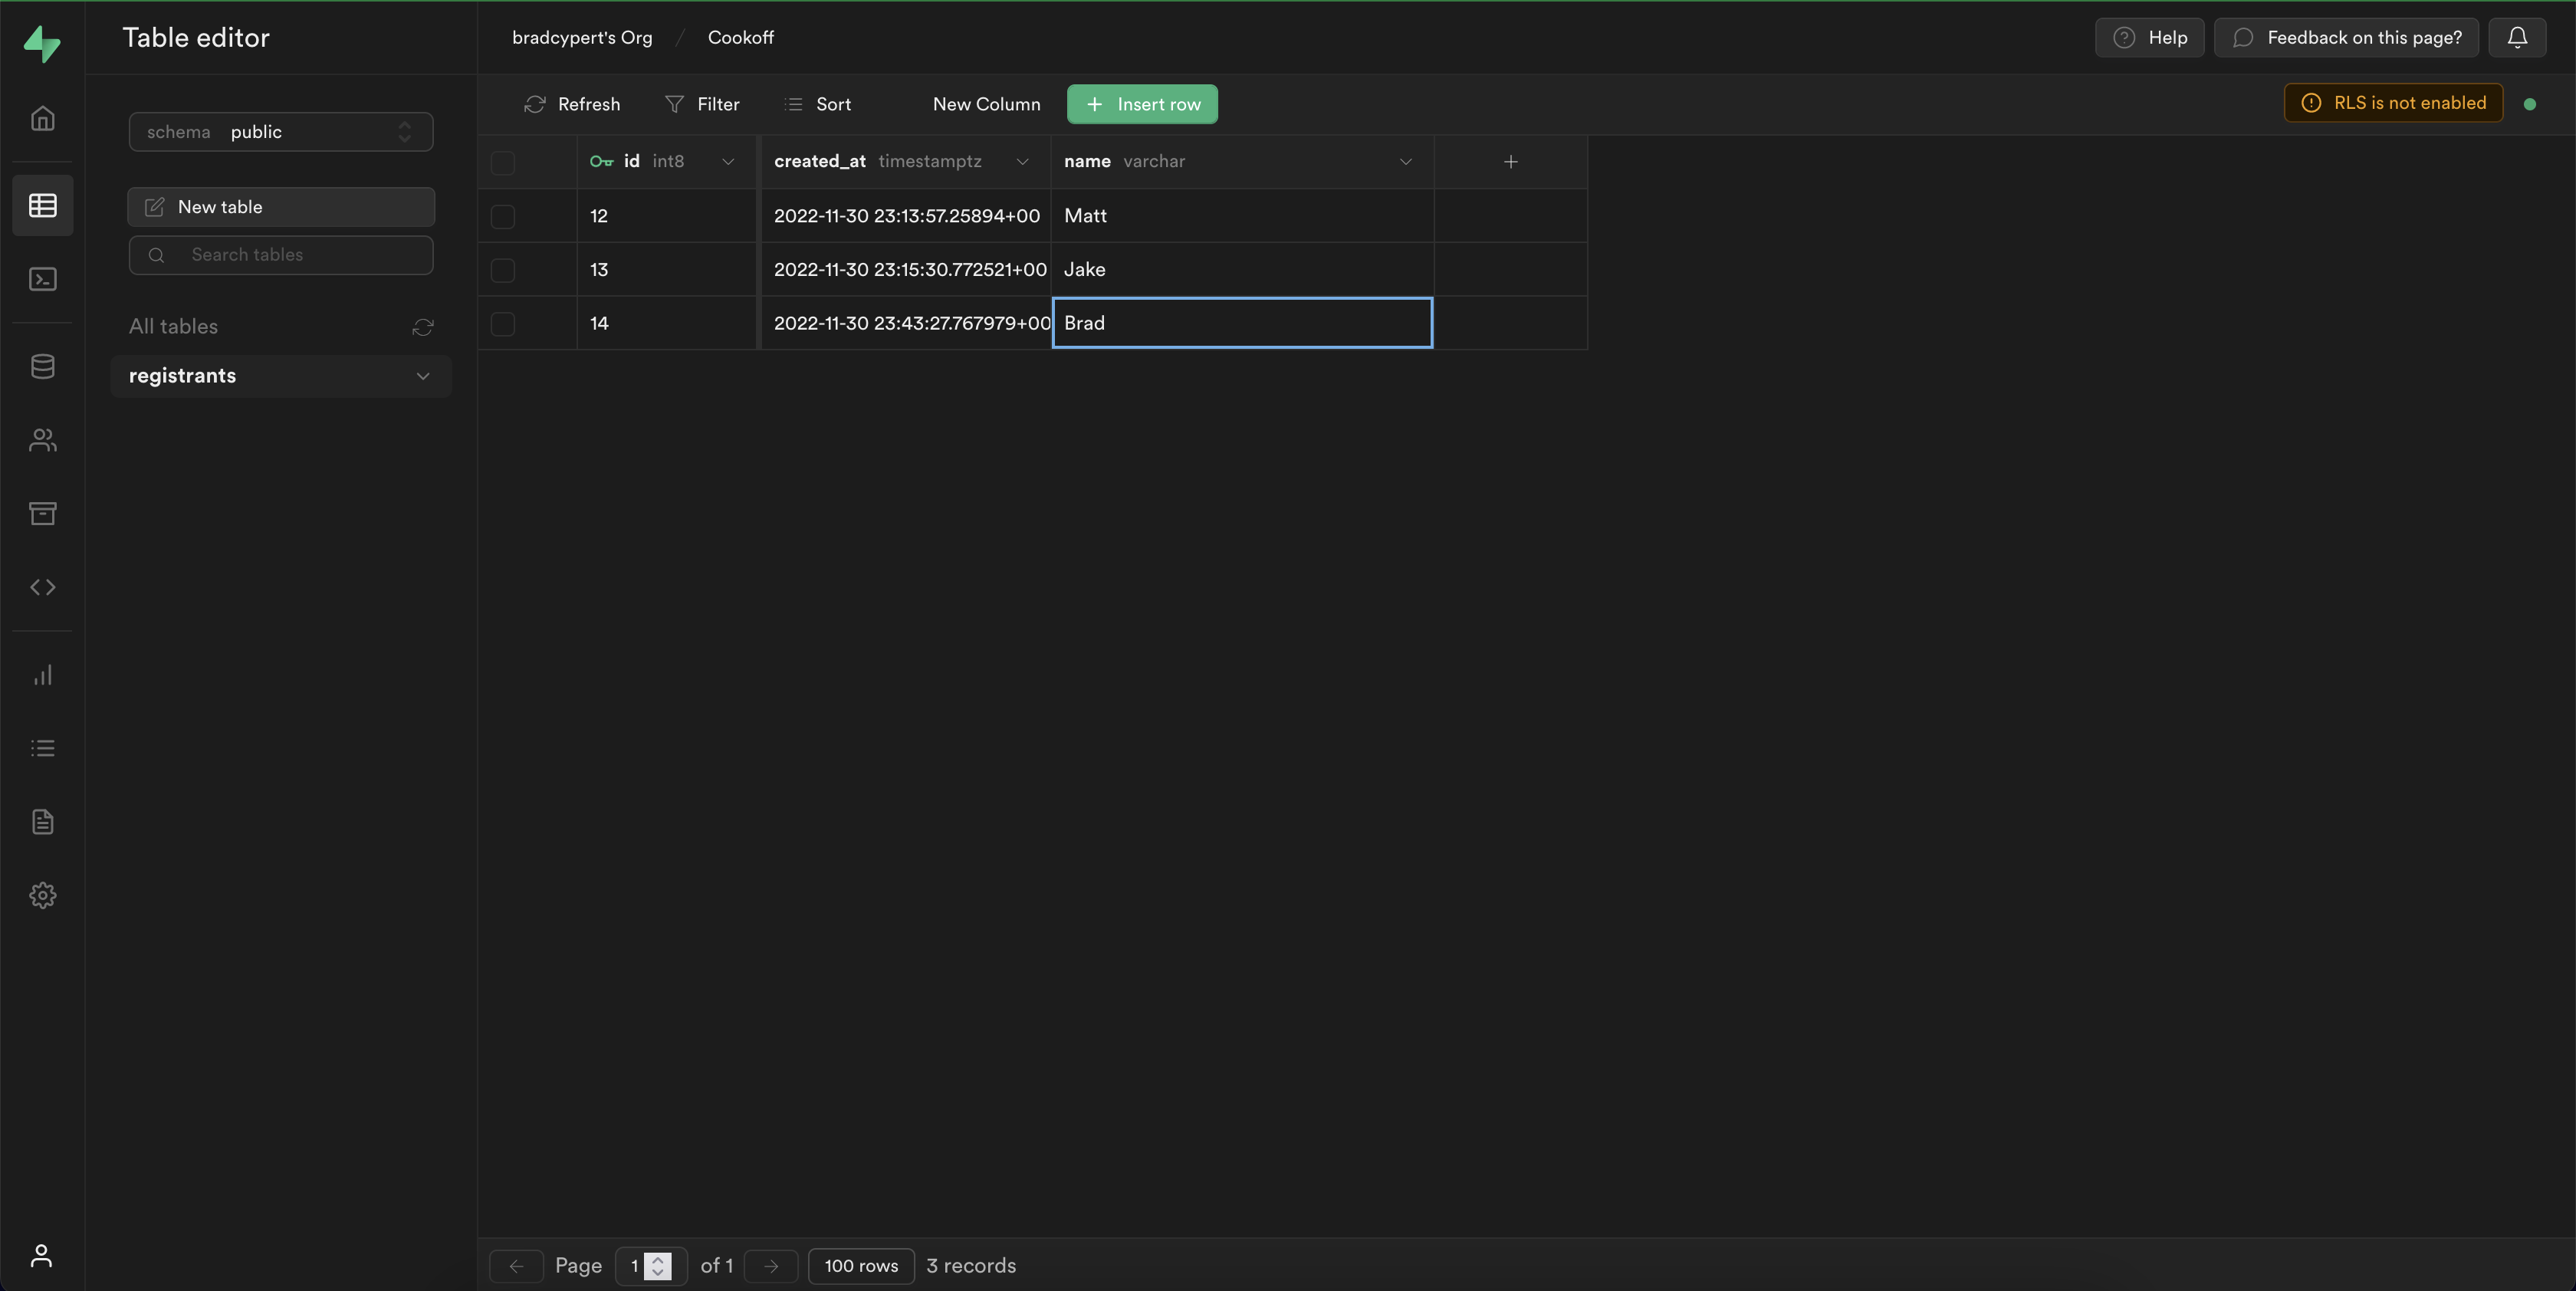 Table editor
bradcypert's Org / Cookoff
Help
Feedback on this page?
schema public
New table
Search tables
All tables
registrants
Refresh
Filter
Sort
New Column
+ Insert row
RLS is not enabled
id int8 created_at timestamptz name varchar +
12 2022-11-30 23:13:57.25894+00 Matt
13 2022-11-30 23:15:30.772521+00 Jake
14 2022-11-30 23:43:27.767979+00 Brad
Page 1 of 1 100 rows 3 records